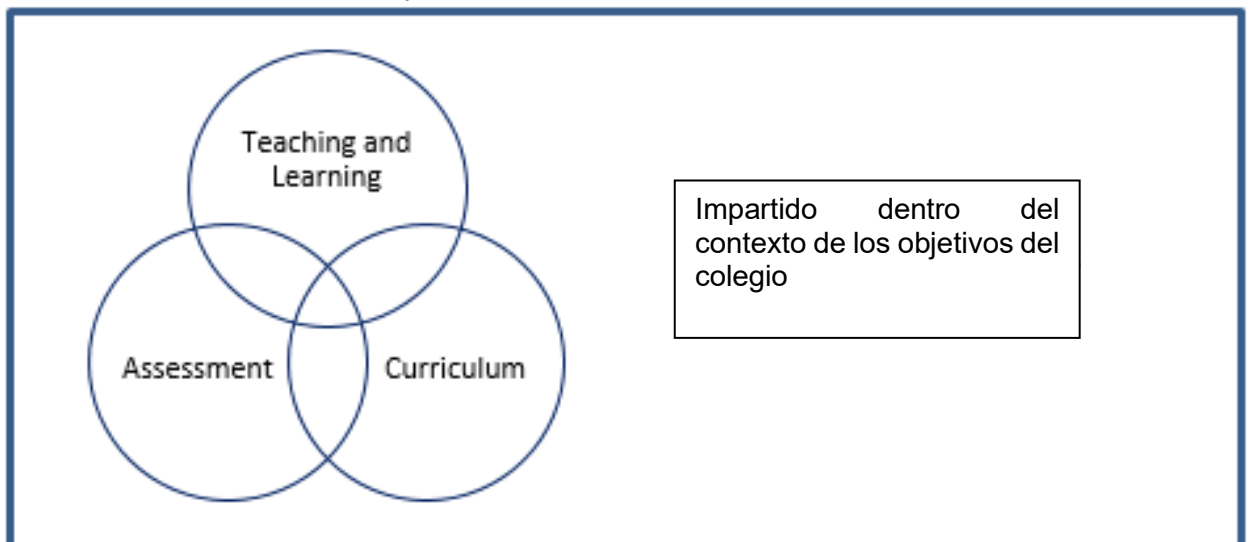 Teaching and
Learning
Assessment
Curriculum
Impartido dentro del
contexto de los objetivos del
colegio